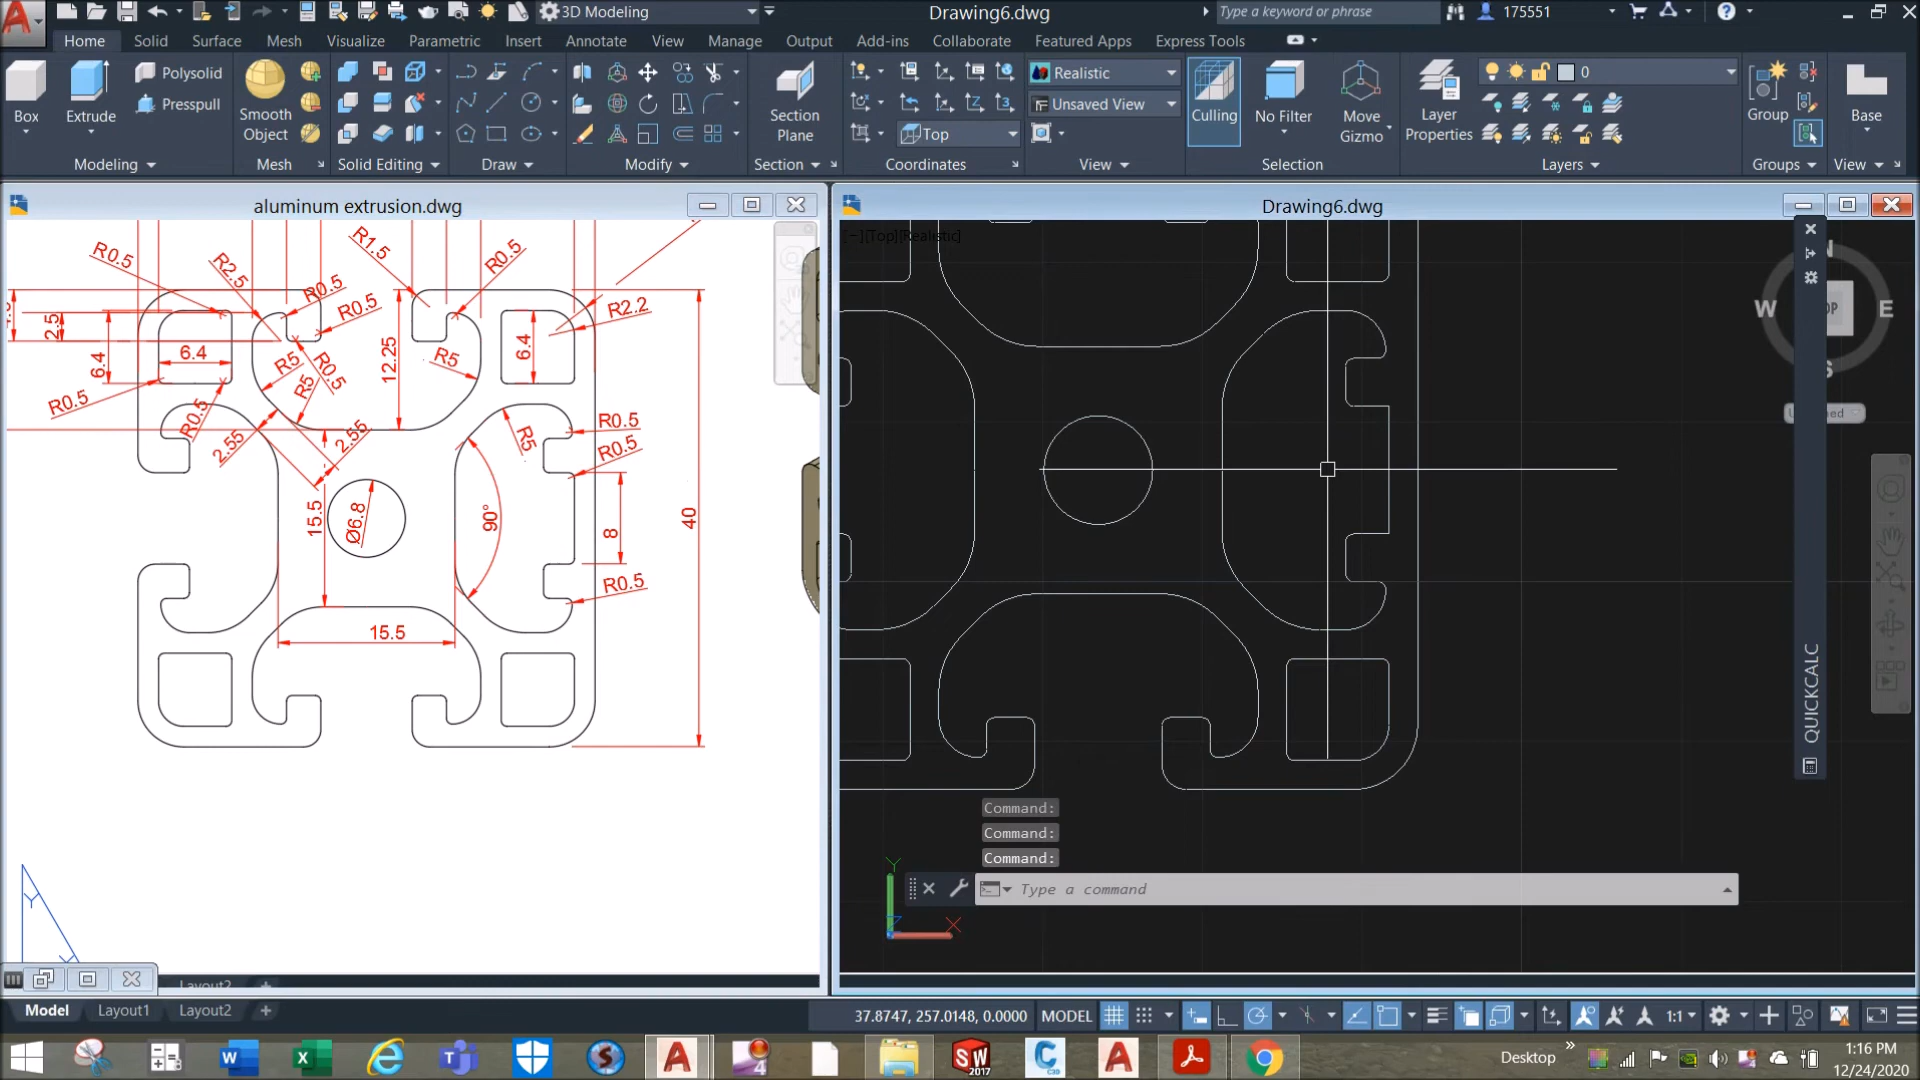 3D Modeling
Drawing6.dwg
Type a keyword or phrase
175551
Home Solid Surface Mesh Visualize Parametric Insert Annotate View Manage Output Add-ins Collaborate Featured Apps Express Tools
Box
Extrude
Polysolid
Presspull
Smooth
Object
Section
Plane
Top
Realistic
Unsaved View
Culling
No Filter
Move
Gizmo
Layer
Properties
0
Group
Base
Modeling
Mesh
Solid Editing
Draw
Modify
Section
Coordinates
View
Selection
Layers
Groups
View
aluminum extrusion.dwg
Drawing6.dwg
[−][Top][Realistic]
R0.5
R2.5
R0.5
R0.5
R1.5
R0.5
R2.2
2.5
6.4
6.4
R5
R0.5
R5
12.25
R5
6.4
R0.5
R0.5
2.55
2.55
R5
R0.5
R0.5
15.5
Ø6.8
90°
8
40
R0.5
15.5
W
E
S
QUICKCALC
Command:
Command:
Command:
Type a command
Y
X
Y
Layout2
Model Layout1 Layout2
37.8747, 257.0148, 0.0000 MODEL
1:1
Desktop
1:16 PM
12/24/2020
SW
2017
C3D